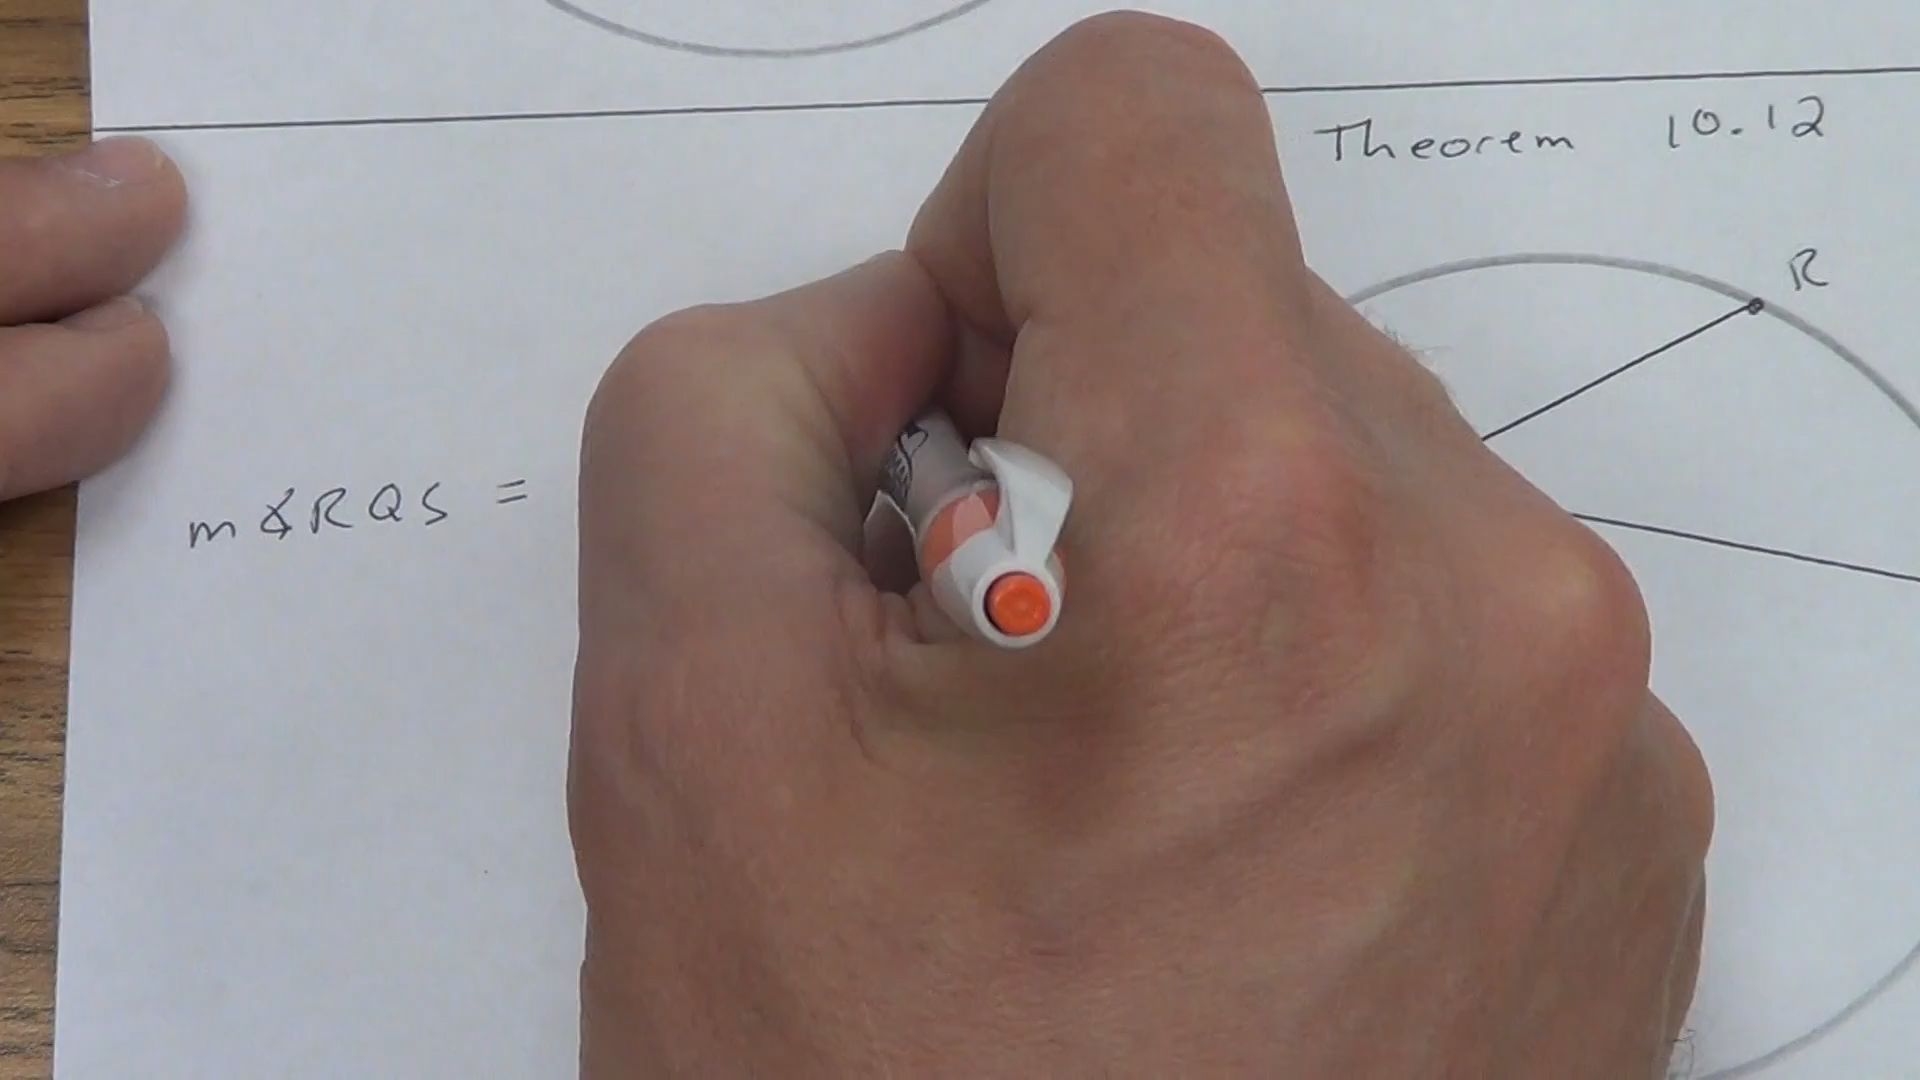 Theorem 10.12
R
m∡RQS =